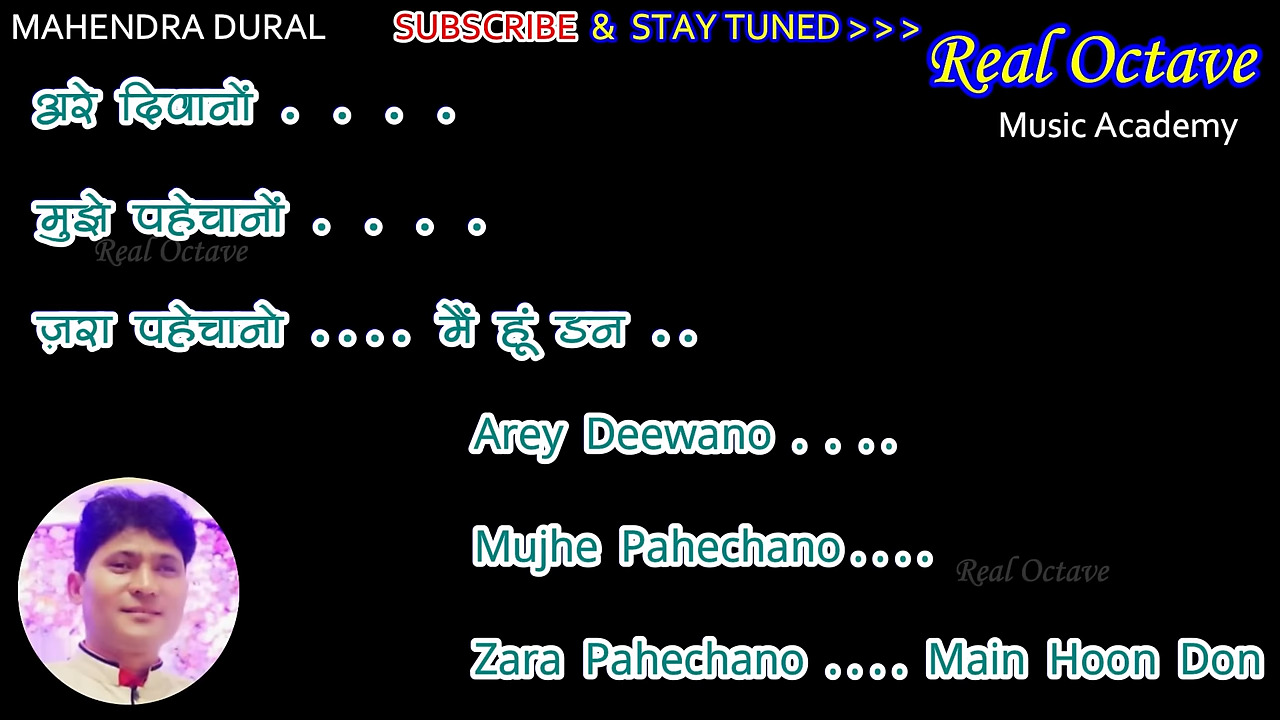 MAHENDRA DURAL SUBSCRIBE & STAY TUNED >>>
Real Octave
Music Academy
अरे दिवानों . . . .
मुझे पहेचानों . . . .
Real Octave
ज़रा पहेचानो .... मैं हूं डन ..
Arey Deewano . . ..
Mujhe Pahechano....
Real Octave
Zara Pahechano .... Main Hoon Don